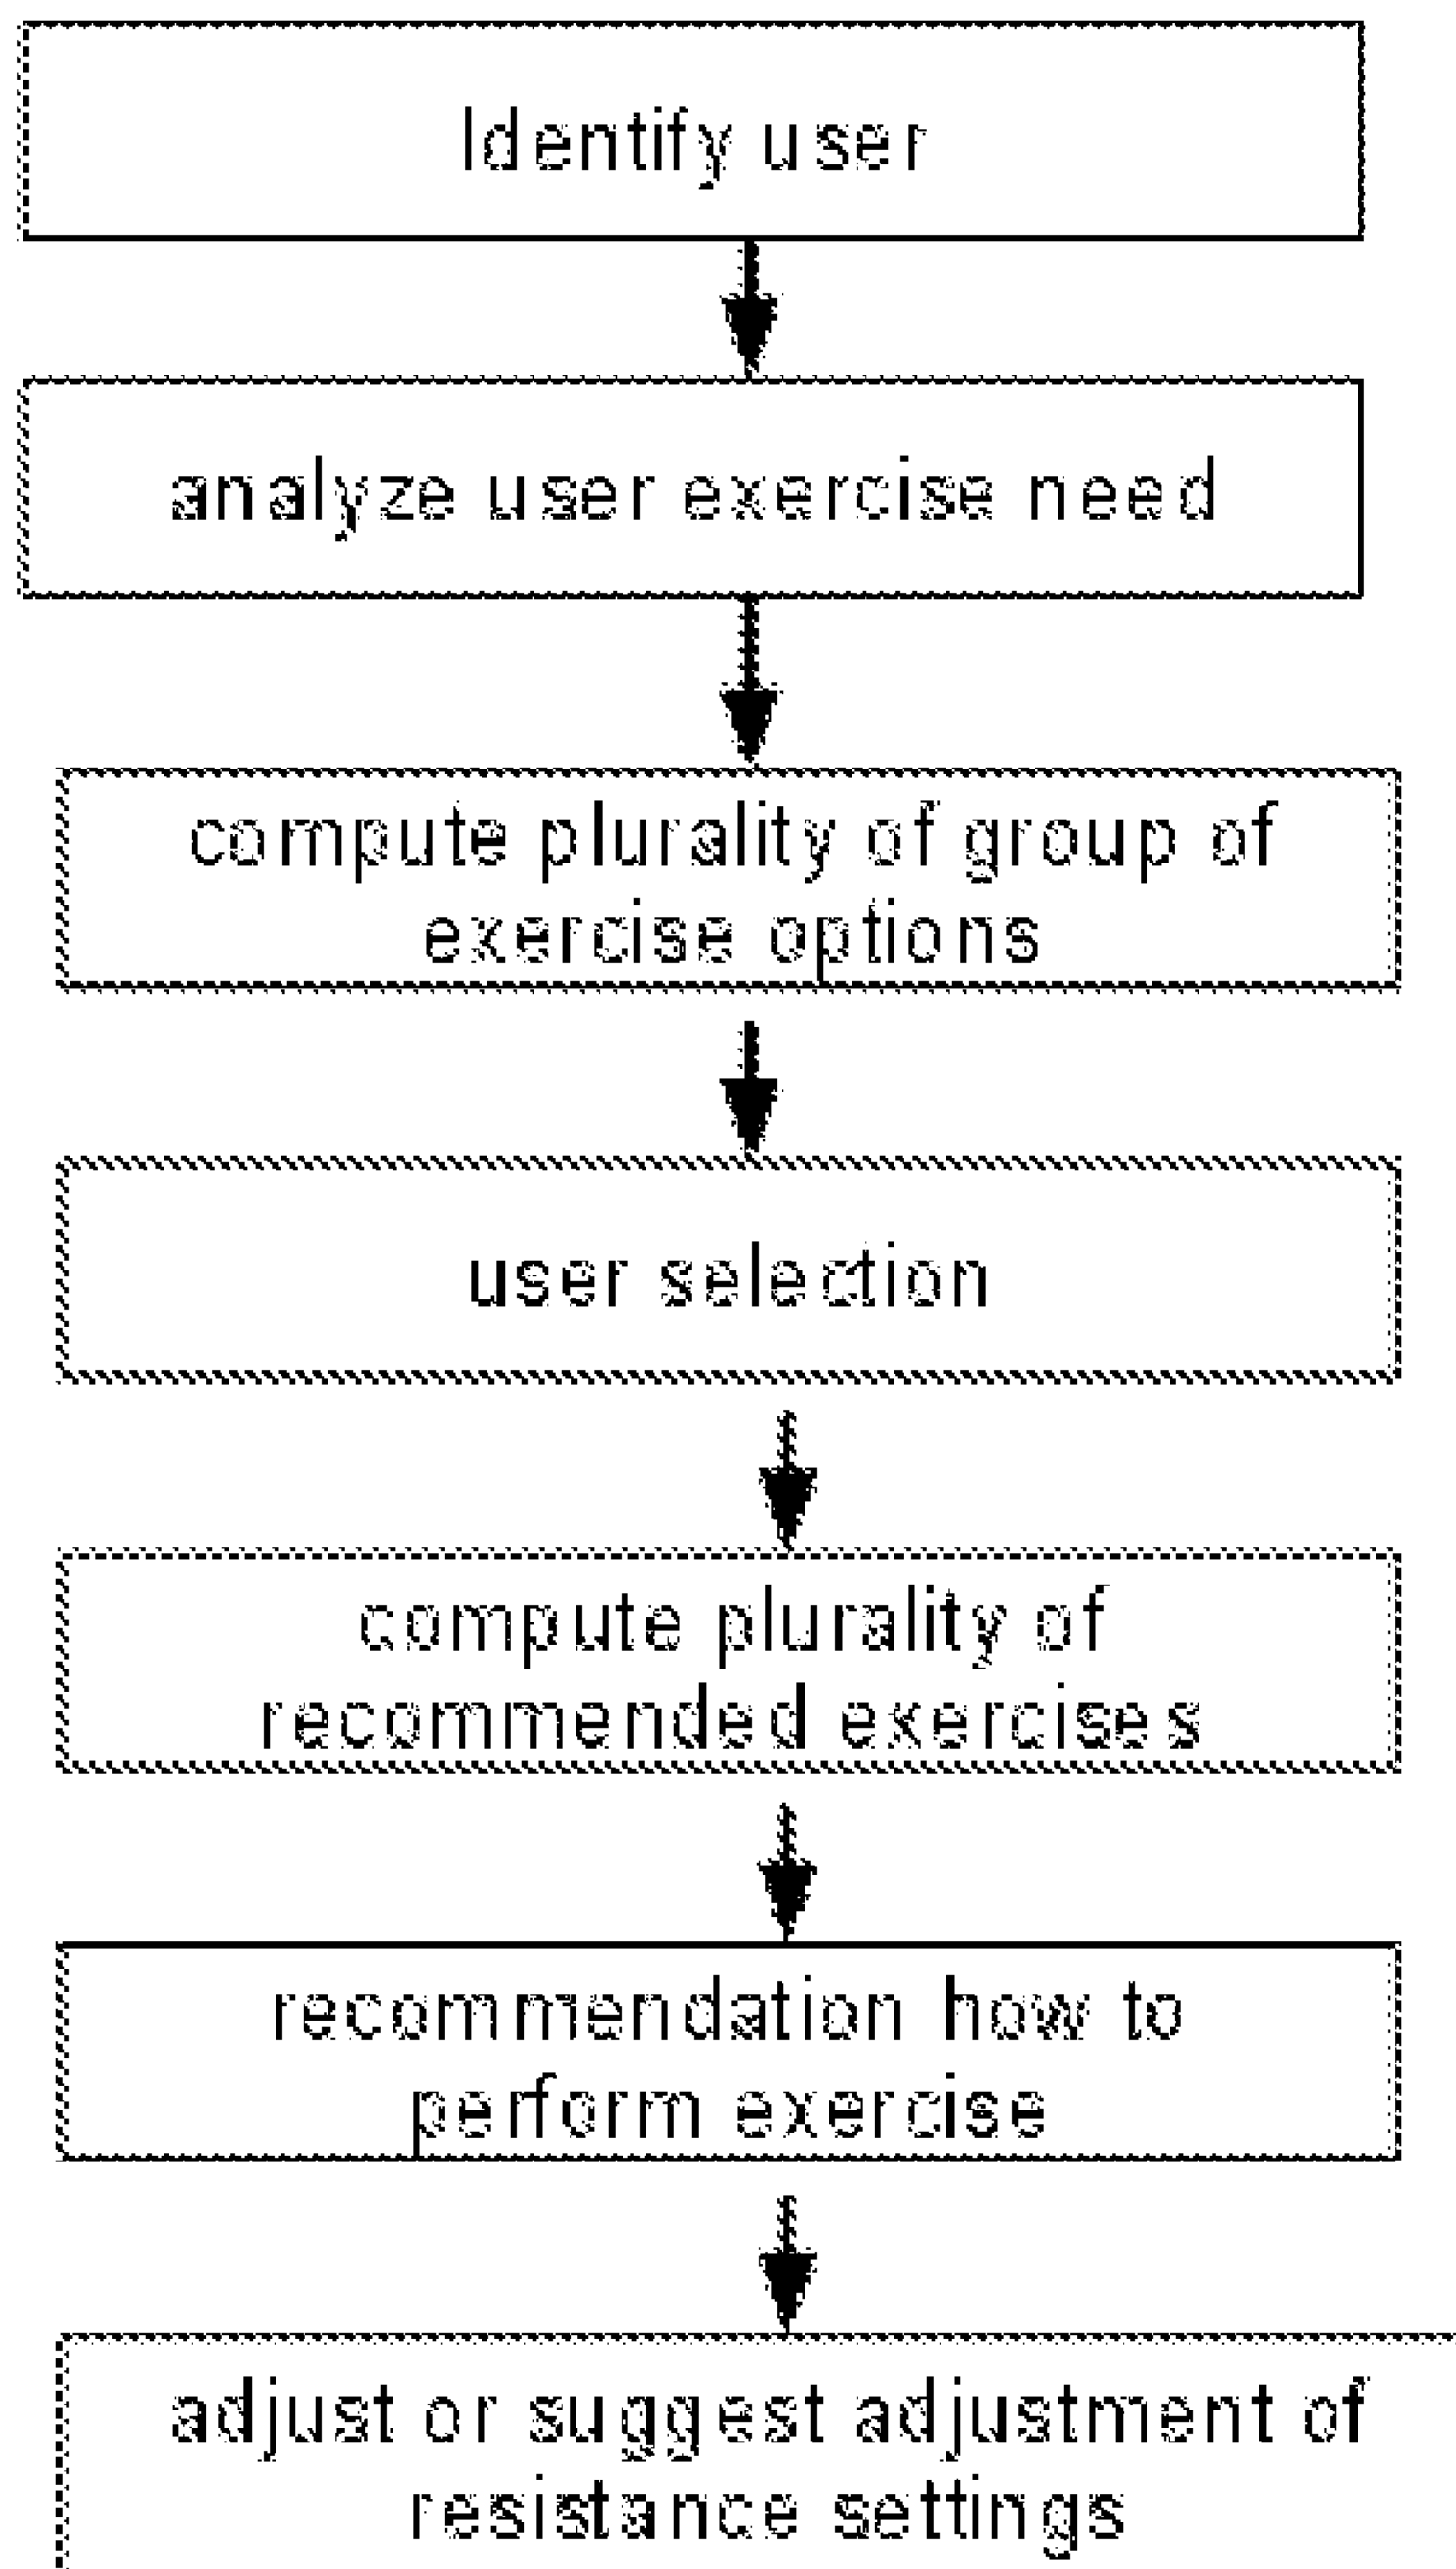 Identify user
analyze user exercise need
compute plurality of group of
exercise options
user selection
compute plurality of
recommended exercises
recommendation how to
perform exercise
adjust or suggest adjustment of
resistance settings